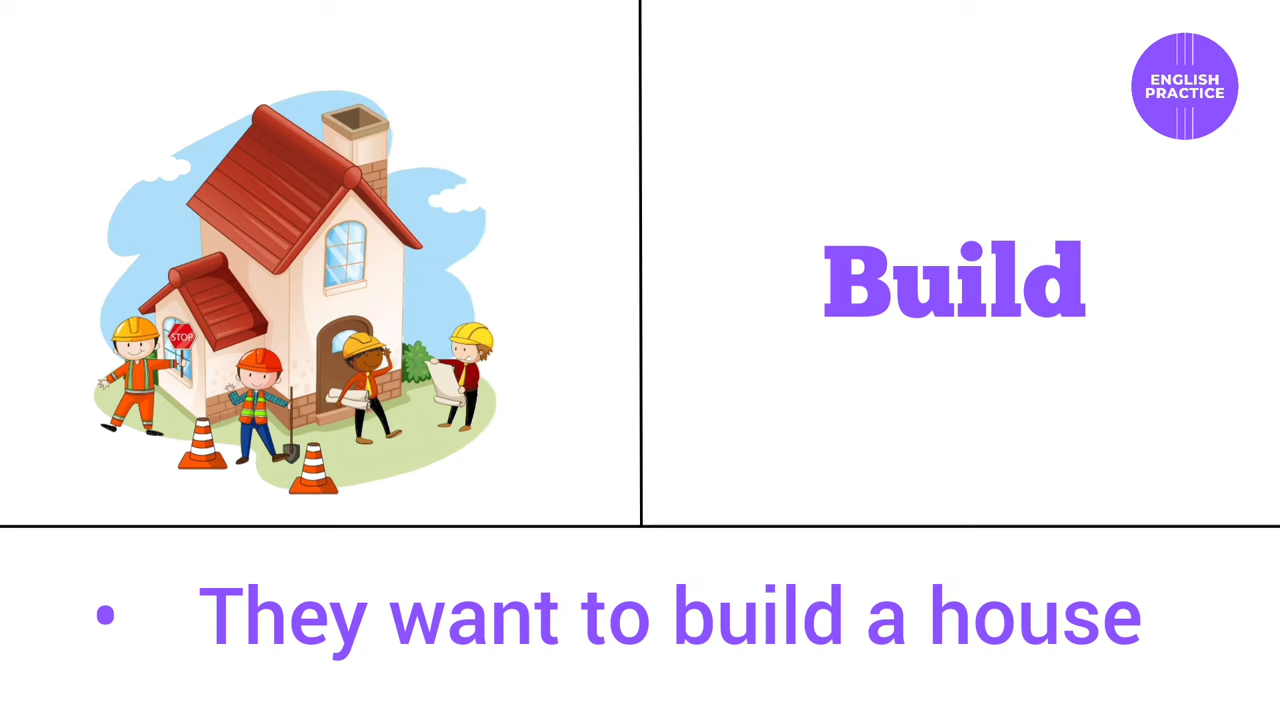 ENGLISH
PRACTICE
STOP
Build
• They want to build a house